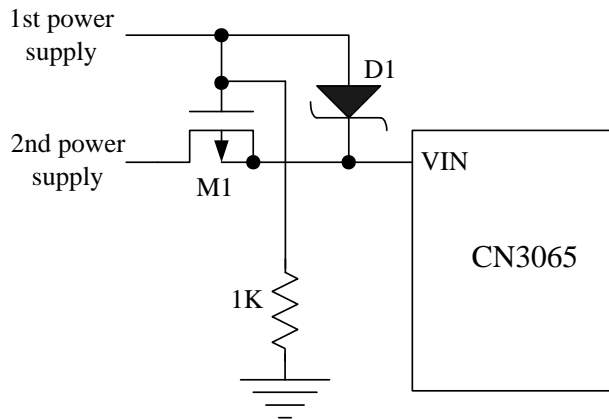 1st power
supply
D1
2nd power
supply
VIN
M1
CN3065
1K